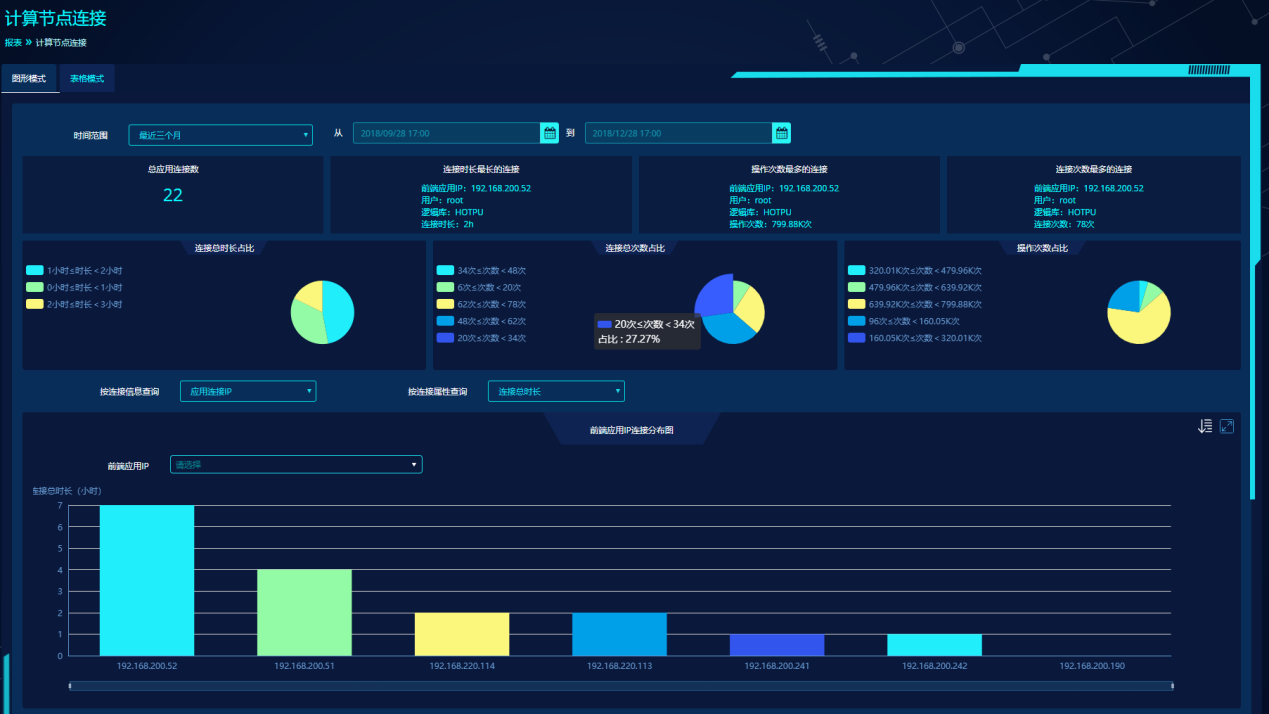 计算节点连接
报表 » 计算节点连接
图形模式 表格模式
时间范围 最近三个月 从 2018/09/28 17:00 到 2018/12/28 17:00
总应用连接数
22
连接时长最长的连接
前端应用IP：192.168.200.52
用户：root
逻辑库：HOTPU
连接时长：2h
操作次数最多的连接
前端应用IP：192.168.200.52
用户：root
逻辑库：HOTPU
操作次数：799.88K次
连接次数最多的连接
前端应用IP：192.168.200.52
用户：root
逻辑库：HOTPU
连接次数：78次
连接总时长占比
1小时≤时长＜2小时
0小时≤时长＜1小时
2小时≤时长＜3小时
连接总次数占比
34次≤次数＜48次
6次≤次数＜20次
62次≤次数＜78次
48次≤次数＜62次
20次≤次数＜34次
20次≤次数＜34次
占比 : 27.27%
操作次数占比
320.01K次≤次数＜479.96K次
479.96K次≤次数＜639.92K次
639.92K次≤次数＜799.88K次
96次≤次数＜160.05K次
160.05K次≤次数＜320.01K次
按连接信息查询 应用连接IP 按连接属性查询 连接总时长
前端应用IP连接分布图
前端应用IP 请选择
连接总时长（小时）
7
6
5
4
3
2
1
0
192.168.200.52 192.168.200.51 192.168.220.114 192.168.220.113 192.168.200.241 192.168.200.242 192.168.200.190